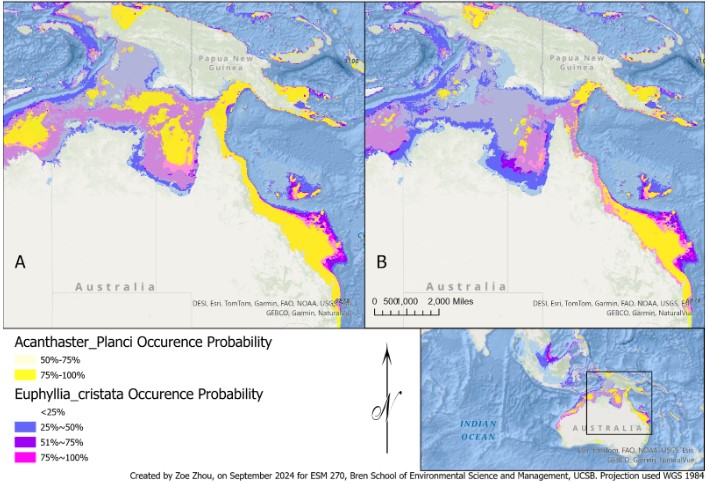 Papua New
Guinea
Papua New
Guinea
A
B
Australia
Australia
DESI, Esri, TomTom, Garmin, FAO, NOAA, USGS,
GEBCO, Garmin, NaturalVue
0 500 1,000 2,000 Miles
DESI, Esri, TomTom, Garmin, FAO, NOAA, USGS,
GEBCO, Garmin, NaturalVue
Acanthaster_Planci Occurence Probability
50%-75%
75%-100%
Euphyllia_cristata Occurence Probability
<25%
25%~50%
51%~75%
75%~100%
N
INDIAN
OCEAN
AUSTRALIA
Esri, TomTom, FAO, NOAA, USGS, Esri,
GEBCO, Garmin, NaturalVue
Created by Zoe Zhou, on September 2024 for ESM 270, Bren School of Environmental Science and Management, UCSB. Projection used WGS 1984